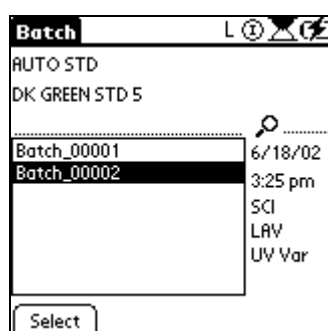 Batch L I
AUTO STD
DK GREEN STD 5
Batch_00001
Batch_00002
6/18/02
3:25 pm
SCI
LAV
UV Var
Select